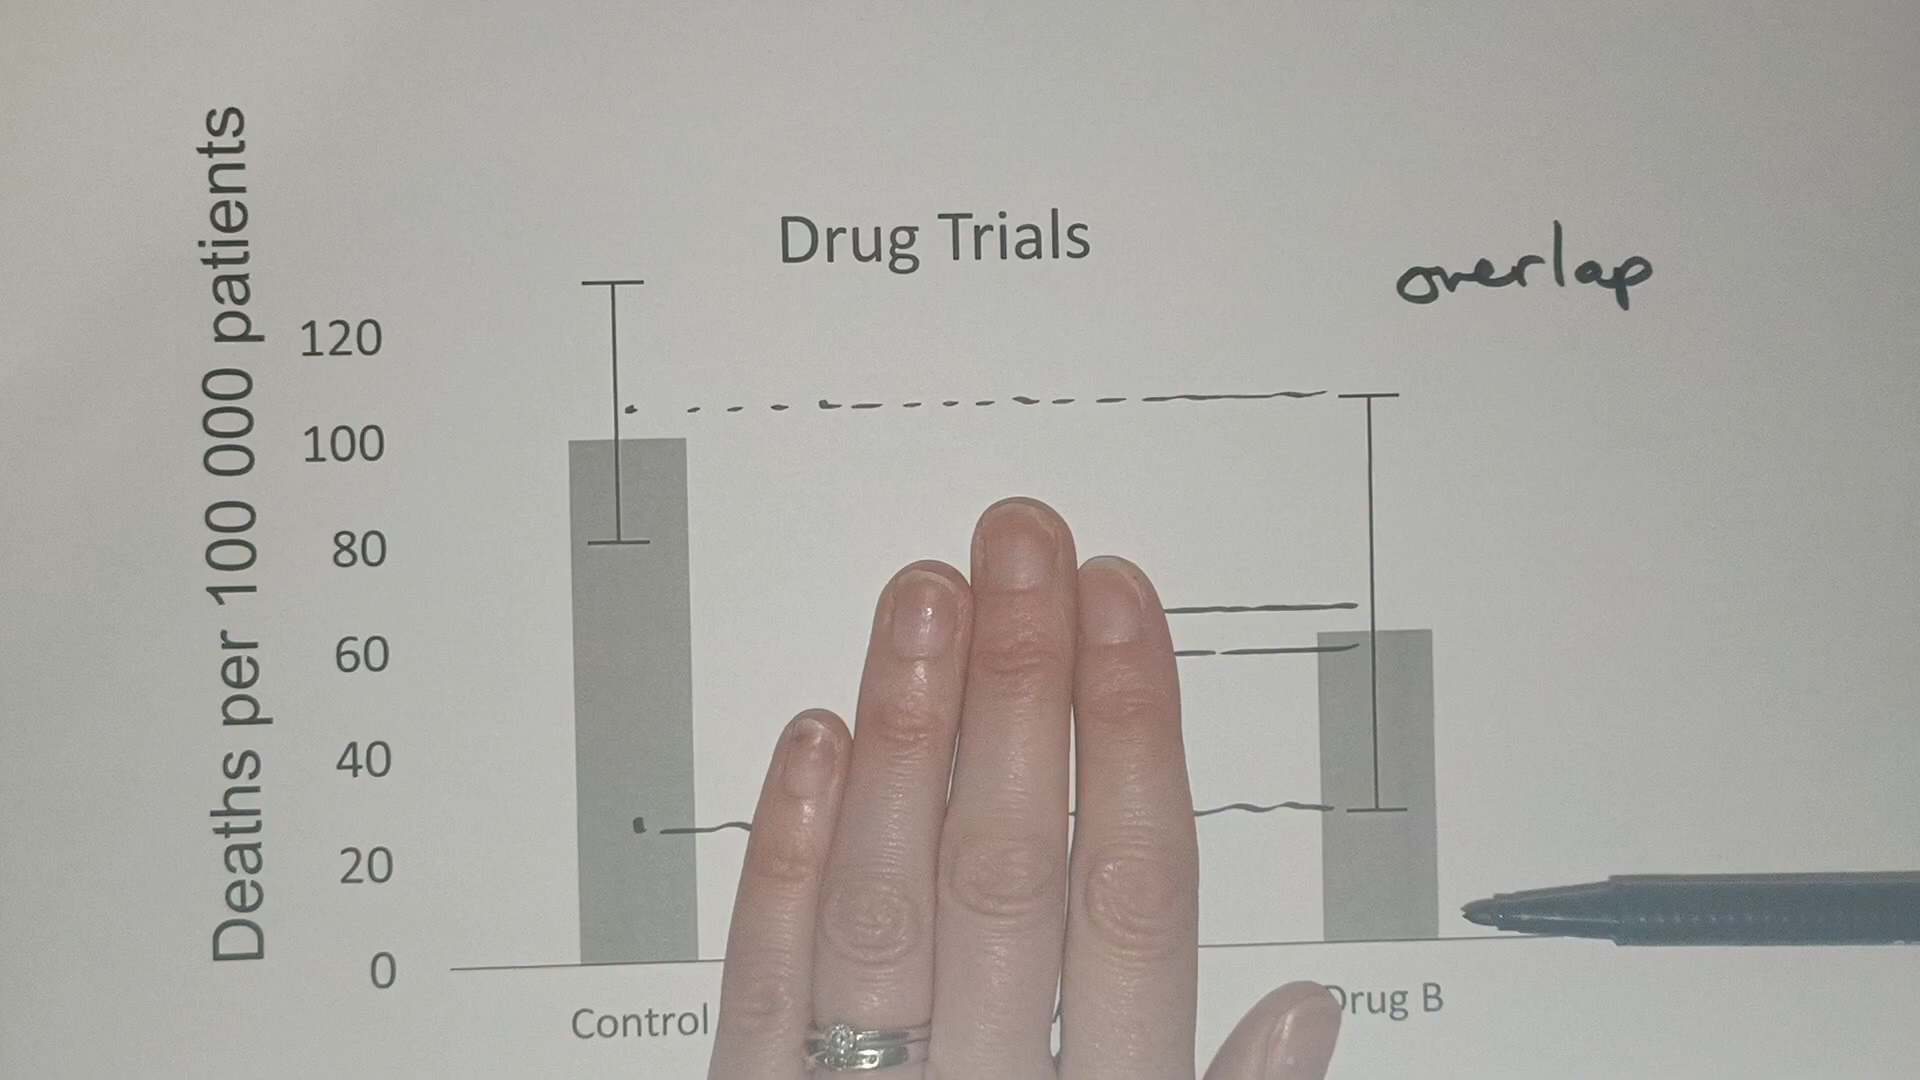 Deaths per 100 000 patients
Drug Trials
overlap
120
100
80
60
40
20
0
Control
Drug B